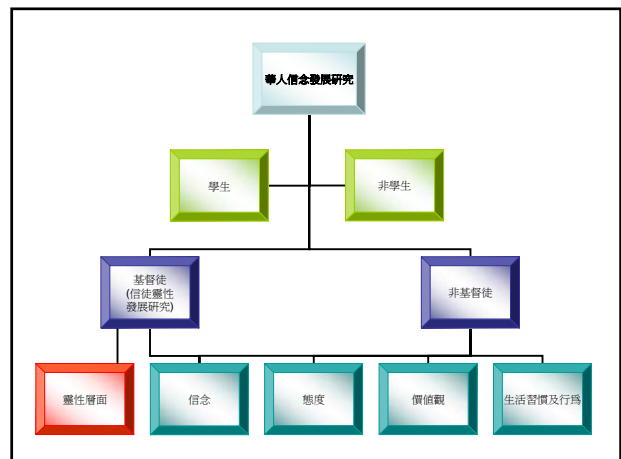 華人信念發展研究
學生
非學生
基督徒
(信徒靈性
發展研究)
非基督徒
靈性層面
信念
態度
價值觀
生活習慣及行爲